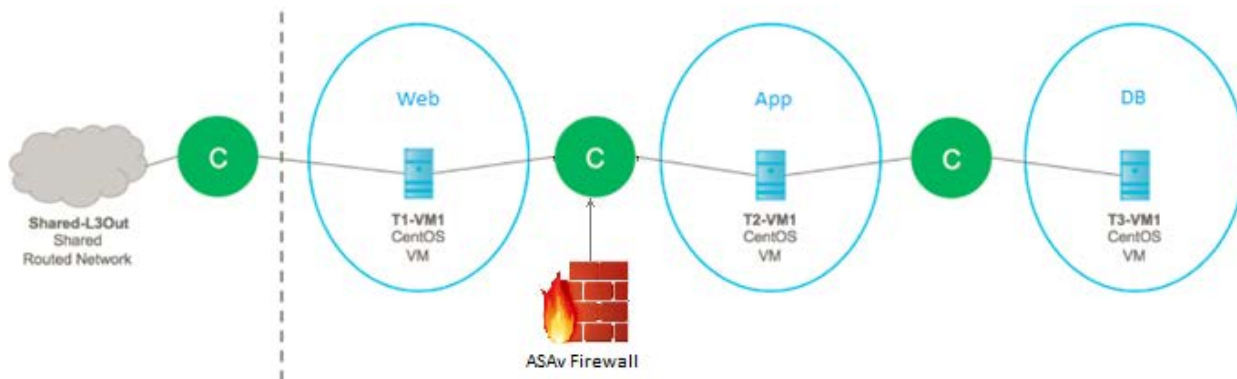 Web
App
DB
C
C
C
Shared-L3Out
Shared
Routed Network
T1-VM1
CentOS
VM
T2-VM1
CentOS
VM
T3-VM1
CentOS
VM
ASAv Firewall